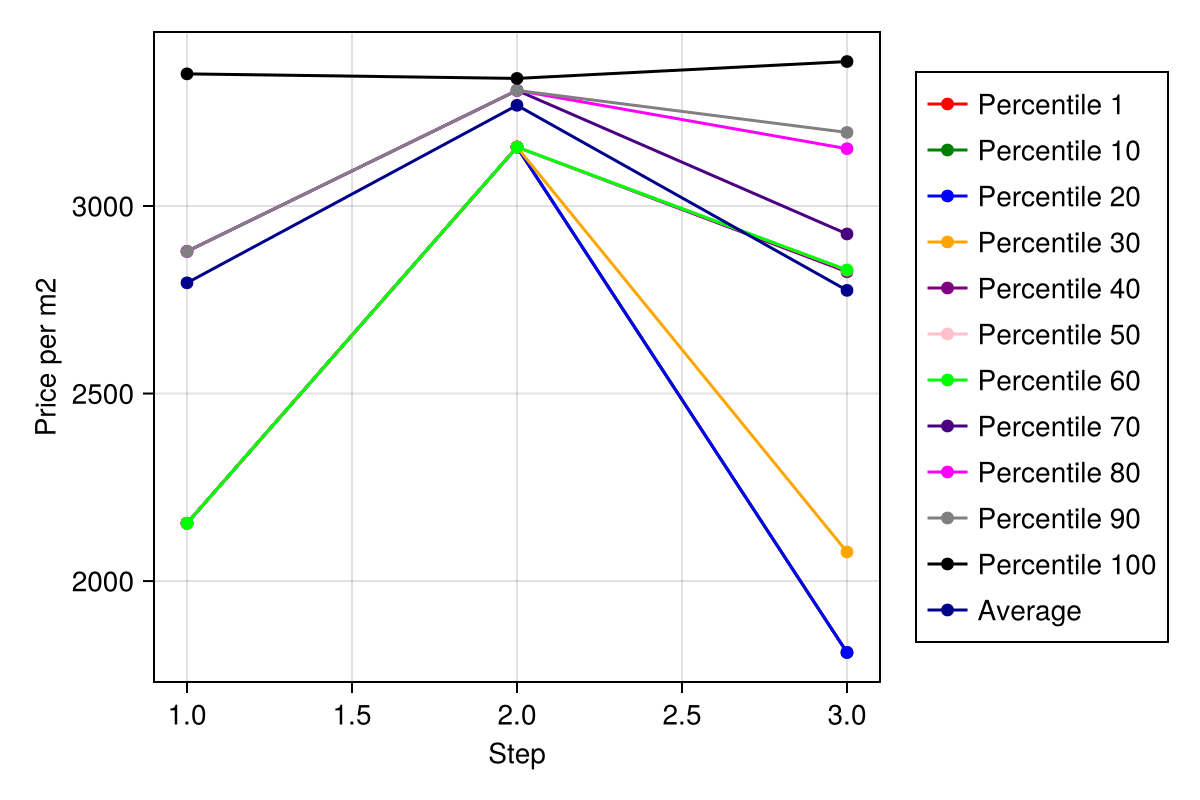 Price per m2
3000
2500
2000
1.0
1.5
2.0
2.5
3.0
Step
Percentile 1
Percentile 10
Percentile 20
Percentile 30
Percentile 40
Percentile 50
Percentile 60
Percentile 70
Percentile 80
Percentile 90
Percentile 100
Average